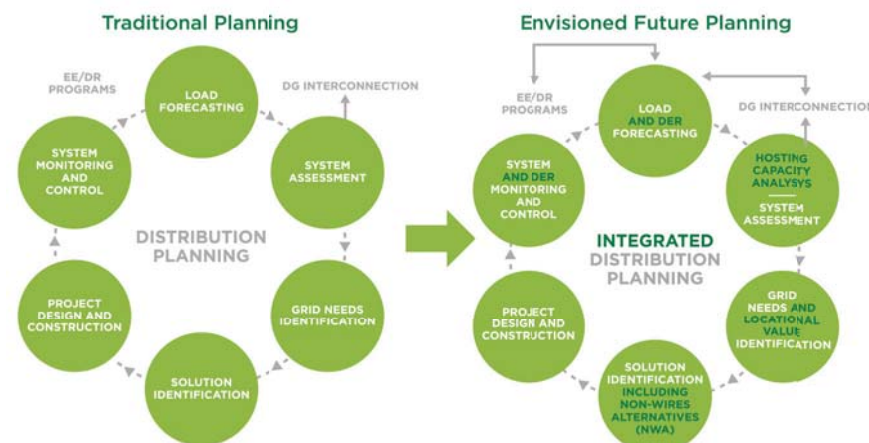 Traditional Planning
EE/DR
PROGRAMS
LOAD
FORECASTING
DG INTERCONNECTION
SYSTEM
MONITORING
AND
CONTROL
SYSTEM
ASSESSMENT
DISTRIBUTION
PLANNING
PROJECT
DESIGN AND
CONSTRUCTION
GRID NEEDS
IDENTIFICATION
SOLUTION
IDENTIFICATION
Envisioned Future Planning
EE/DR
PROGRAMS
LOAD
AND DER
FORECASTING
DG INTERCONNECTION
SYSTEM
AND DER
MONITORING
AND
CONTROL
HOSTING
CAPACITY
ANALYSIS
SYSTEM
ASSESSMENT
INTEGRATED
DISTRIBUTION
PLANNING
PROJECT
DESIGN AND
CONSTRUCTION
GRID
NEEDS AND
LOCATIONAL
VALUE
IDENTIFICATION
SOLUTION
IDENTIFICATION
INCLUDING
NON-WIRES
ALTERNATIVES
(NWA)